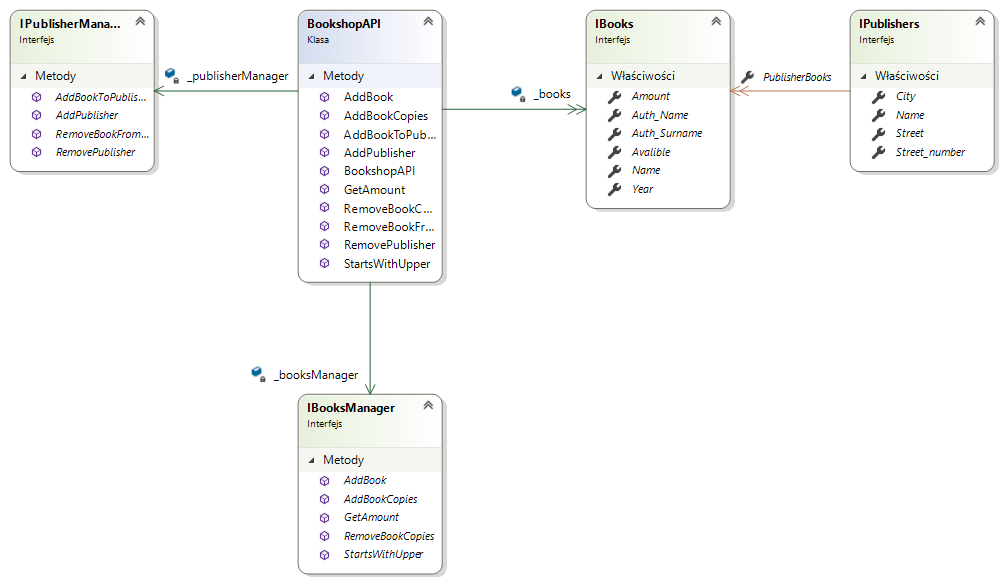 IPublisherMana...
Interfejs
Metody
AddBookToPublis...
AddPublisher
RemoveBookFrom...
RemovePublisher
_publisherManager
BookshopAPI
Klasa
Metody
AddBook
AddBookCopies
AddBookToPub...
AddPublisher
BookshopAPI
GetAmount
RemoveBookC...
RemoveBookFr...
RemovePublisher
StartsWithUpper
_books
IBooks
Interfejs
Właściwości
Amount
Auth_Name
Auth_Surname
Avalible
Name
Year
PublisherBooks
IPublishers
Interfejs
Właściwości
City
Name
Street
Street_number
_booksManager
IBooksManager
Interfejs
Metody
AddBook
AddBookCopies
GetAmount
RemoveBookCopies
StartsWithUpper